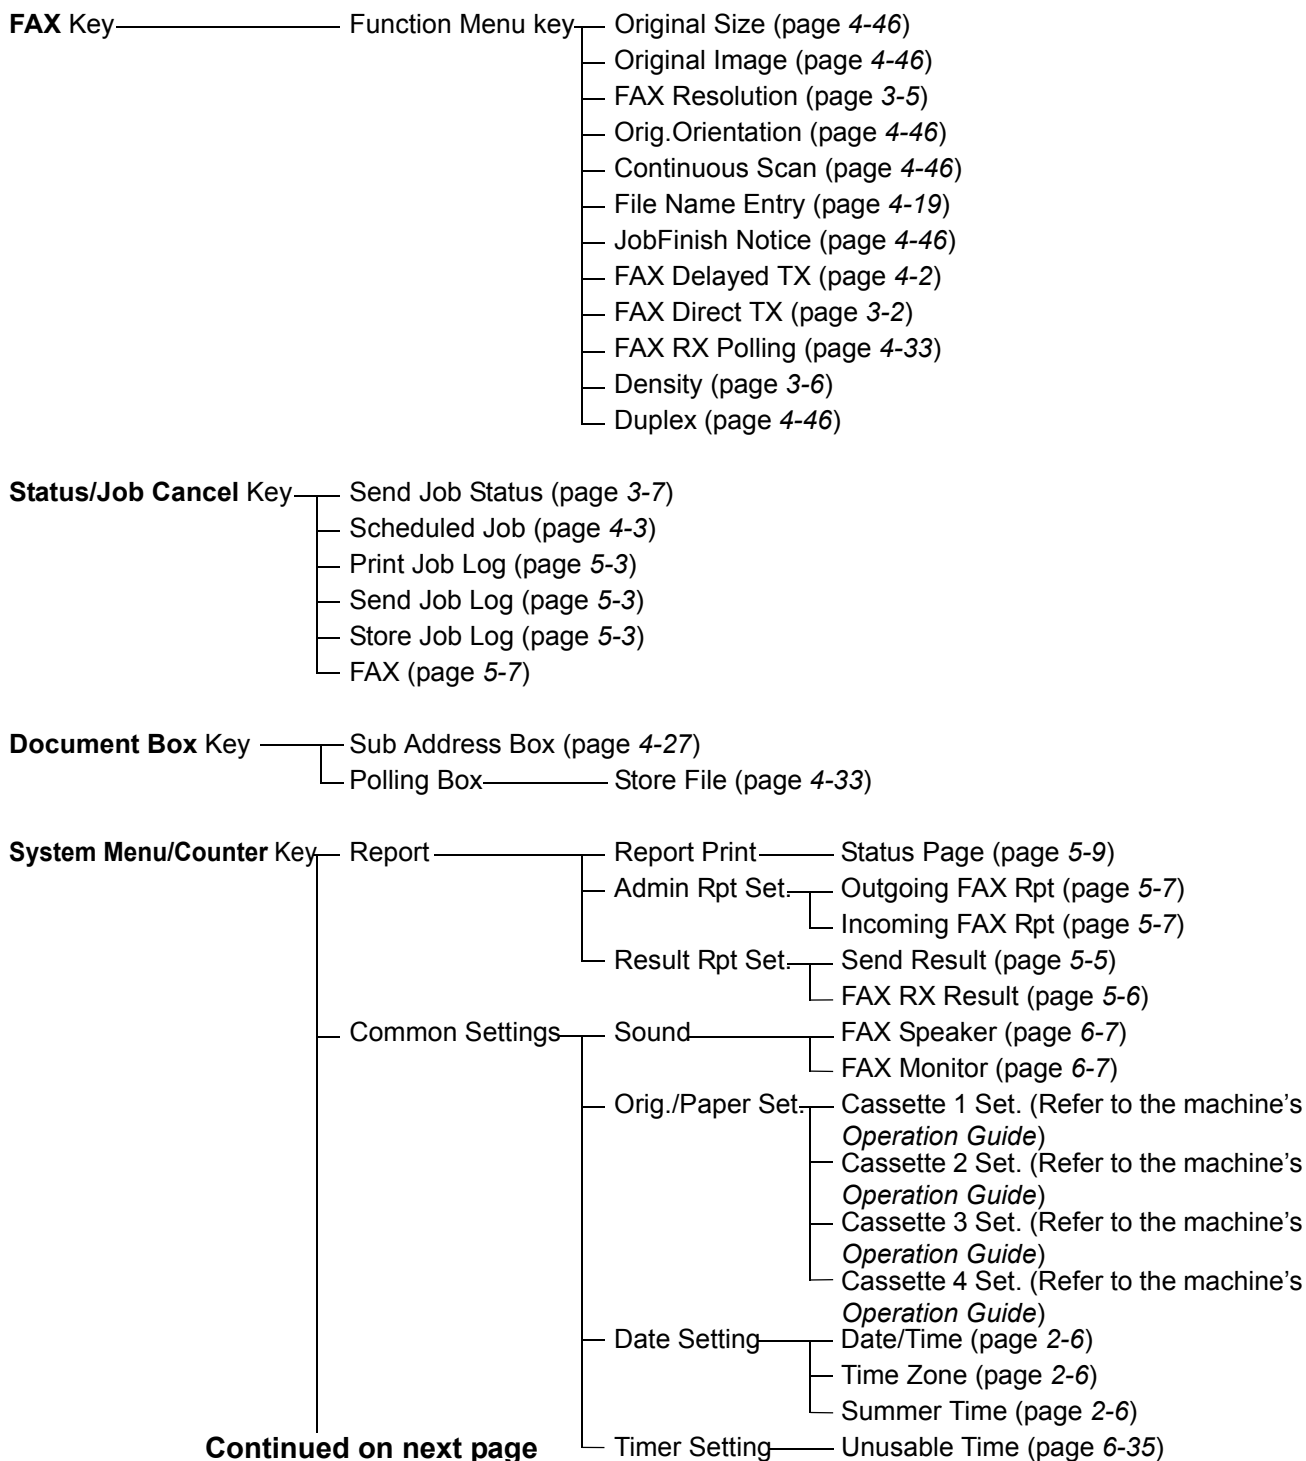 FAX Key Function Menu key Original Size (page 4-46)
Original Image (page 4-46)
FAX Resolution (page 3-5)
Orig.Orientation (page 4-46)
Continuous Scan (page 4-46)
File Name Entry (page 4-19)
JobFinish Notice (page 4-46)
FAX Delayed TX (page 4-2)
FAX Direct TX (page 3-2)
FAX RX Polling (page 4-33)
Density (page 3-6)
Duplex (page 4-46)
Status/Job Cancel Key Send Job Status (page 3-7)
Scheduled Job (page 4-3)
Print Job Log (page 5-3)
Send Job Log (page 5-3)
Store Job Log (page 5-3)
FAX (page 5-7)
Document Box Key Sub Address Box (page 4-27)
Polling Box Store File (page 4-33)
System Menu/Counter Key Report Report Print Status Page (page 5-9)
Admin Rpt Set. Outgoing FAX Rpt (page 5-7)
Incoming FAX Rpt (page 5-7)
Result Rpt Set. Send Result (page 5-5)
FAX RX Result (page 5-6)
Common Settings Sound FAX Speaker (page 6-7)
FAX Monitor (page 6-7)
Orig./Paper Set. Cassette 1 Set. (Refer to the machine's
Operation Guide)
Cassette 2 Set. (Refer to the machine's
Operation Guide)
Cassette 3 Set. (Refer to the machine's
Operation Guide)
Cassette 4 Set. (Refer to the machine's
Operation Guide)
Date Setting Date/Time (page 2-6)
Time Zone (page 2-6)
Summer Time (page 2-6)
Continued on next page Timer Setting Unusable Time (page 6-35)